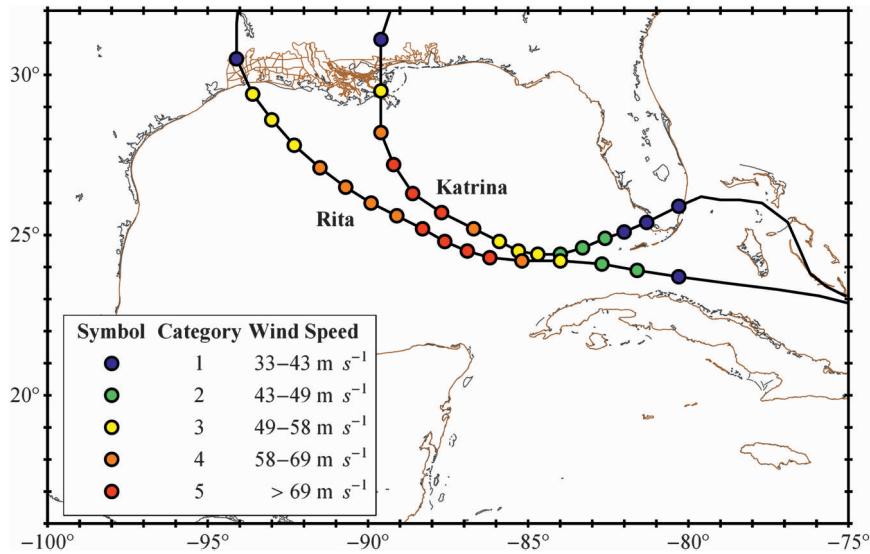 30°
Katrina
Rita
25°
Symbol Category Wind Speed
1 33–43 m s⁻¹
2 43–49 m s⁻¹
20°
3 49–58 m s⁻¹
4 58–69 m s⁻¹
5 > 69 m s⁻¹
−100° −95° −90° −85° −80° −75°